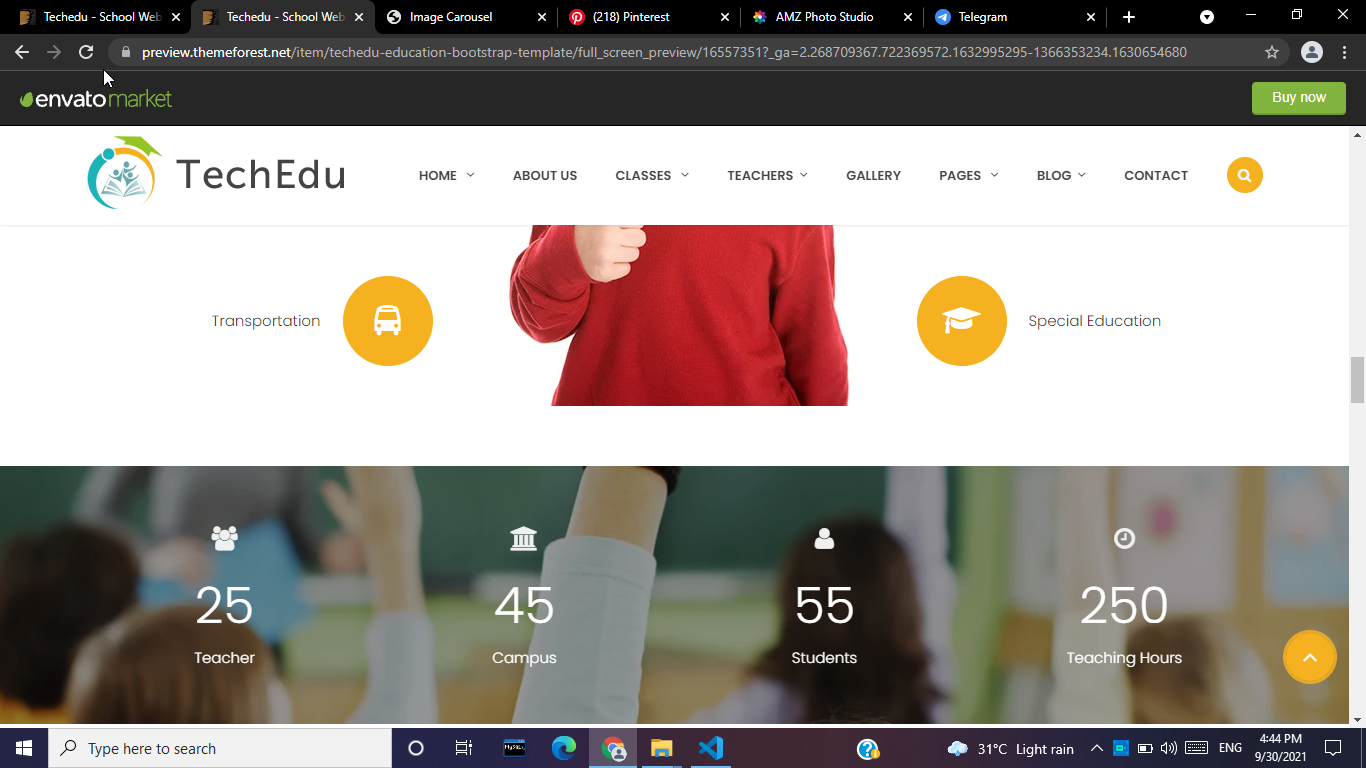 Techedu - School Web
Techedu - School Web
Image Carousel
(218) Pinterest
AMZ Photo Studio
Telegram
preview.themeforest.net/item/techedu-education-bootstrap-template/full_screen_preview/16557351?_ga=2.268709367.722369572.1632995295-1366353234.1630654680
envatomarket
Buy now
TechEdu
HOME
ABOUT US
CLASSES
TEACHERS
GALLERY
PAGES
BLOG
CONTACT
Transportation
Special Education
25
45
55
250
Teacher
Campus
Students
Teaching Hours
Type here to search
MySQL
31°C Light rain
ENG
4:44 PM
9/30/2021